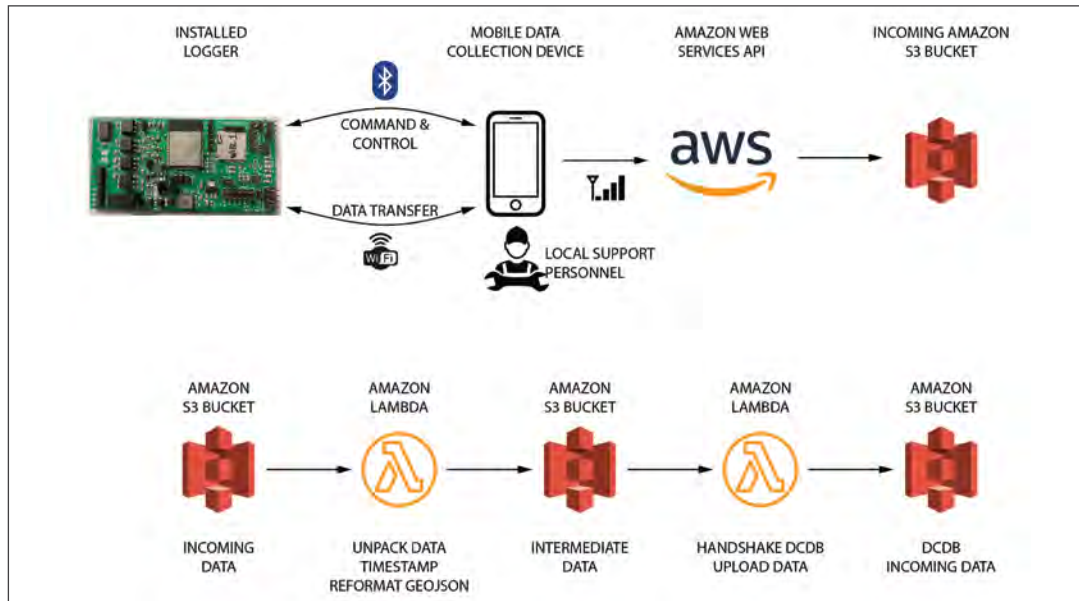 INSTALLED
LOGGER
MOBILE DATA
COLLECTION DEVICE
AMAZON WEB
SERVICES API
INCOMING AMAZON
S3 BUCKET
COMMAND &
CONTROL
aws
DATA TRANSFER
Wi Fi
LOCAL SUPPORT
PERSONNEL
AMAZON
S3 BUCKET
AMAZON
LAMBDA
AMAZON
S3 BUCKET
AMAZON
LAMBDA
AMAZON
S3 BUCKET
INCOMING
DATA
UNPACK DATA
TIMESTAMP
REFORMAT GEOJSON
INTERMEDIATE
DATA
HANDSHAKE DCDB
UPLOAD DATA
DCDB
INCOMING DATA